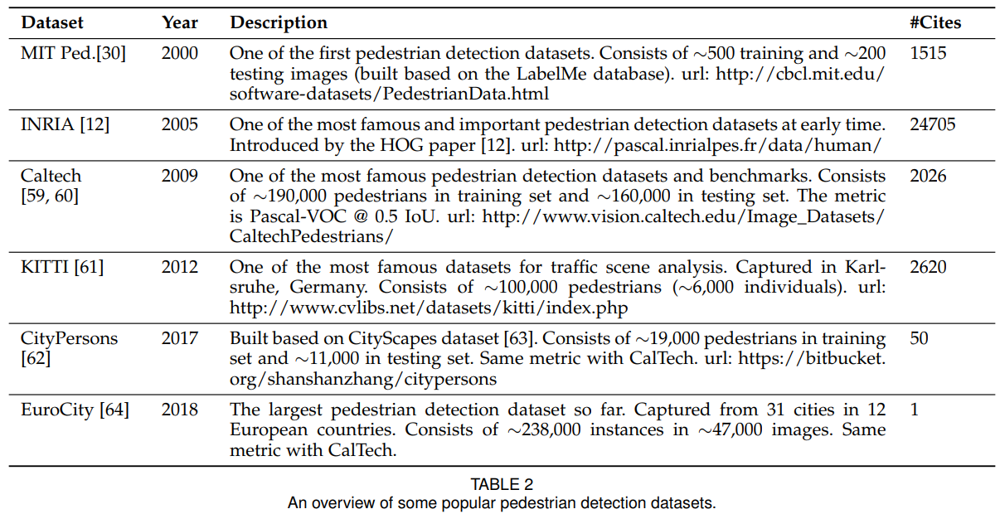 Dataset Year Description #Cites
MIT Ped.[30] 2000 One of the first pedestrian detection datasets. Consists of ∼500 training and ∼200 1515
testing images (built based on the LabelMe database). url: http://cbcl.mit.edu/
software-datasets/PedestrianData.html
INRIA [12] 2005 One of the most famous and important pedestrian detection datasets at early time. 24705
Introduced by the HOG paper [12]. url: http://pascal.inrialpes.fr/data/human/
Caltech 2009 One of the most famous pedestrian detection datasets and benchmarks. Consists 2026
[59, 60] of ∼190,000 pedestrians in training set and ∼160,000 in testing set. The metric
is Pascal-VOC @ 0.5 IoU. url: http://www.vision.caltech.edu/Image_Datasets/
CaltechPedestrians/
KITTI [61] 2012 One of the most famous datasets for traffic scene analysis. Captured in Karl-
sruhe, Germany. Consists of ∼100,000 pedestrians (∼6,000 individuals). url: 2620
http://www.cvlibs.net/datasets/kitti/index.php
CityPersons 2017 Built based on CityScapes dataset [63]. Consists of ∼19,000 pedestrians in training 50
[62] set and ∼11,000 in testing set. Same metric with CalTech. url: https://bitbucket.
org/shanshanzhang/citypersons
EuroCity [64] 2018 The largest pedestrian detection dataset so far. Captured from 31 cities in 12 1
European countries. Consists of ∼238,000 instances in ∼47,000 images. Same
metric with CalTech.
TABLE 2
An overview of some popular pedestrian detection datasets.